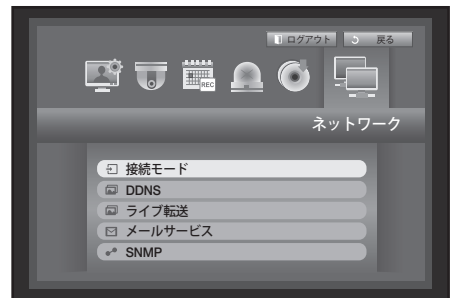 ログアウト 戻る
REC
ネットワーク
接続モード
DDNS
ライブ転送
メールサービス
SNMP